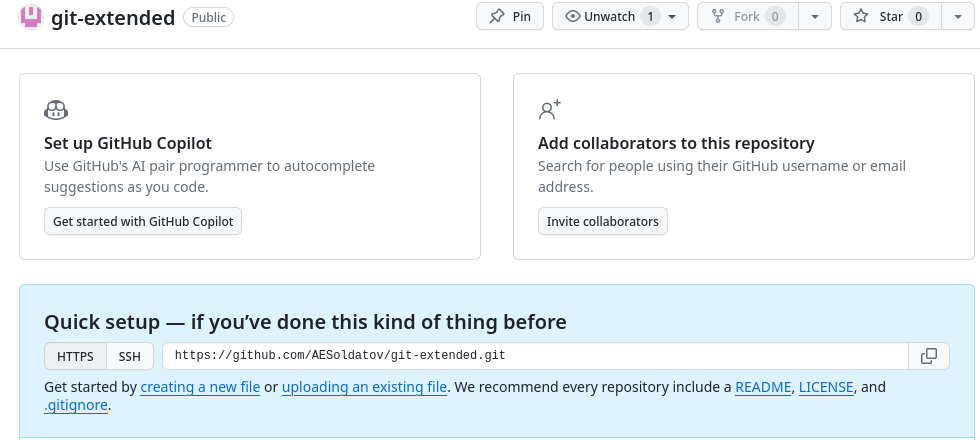 git-extended Public Pin Unwatch 1 Fork 0 Star 0
Set up GitHub Copilot
Use GitHub's AI pair programmer to autocomplete
suggestions as you code.
Get started with GitHub Copilot
Add collaborators to this repository
Search for people using their GitHub username or email
address.
Invite collaborators
Quick setup — if you’ve done this kind of thing before
HTTPS SSH https://github.com/AESoldatov/git-extended.git
Get started by creating a new file or uploading an existing file. We recommend every repository include a README, LICENSE, and
.gitignore.